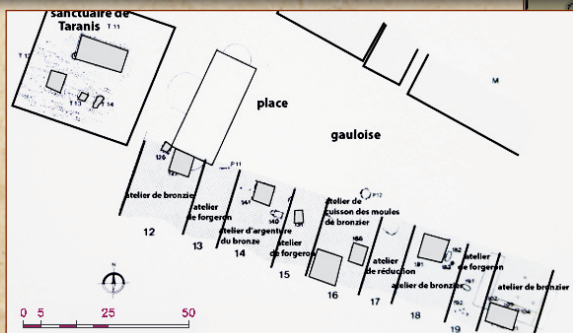 sanctuaire de
Taranis
T 11
T 13
T 14
place
gauloise
M
P 11
P 12
atelier de bronzier
atelier
de forgeron
atelier d'argenture
du bronze
atelier
de forgeron
atelier de
cuisson des moules
de bronzier
atelier
de réduction
atelier de bronzier
atelier
de forgeron
atelier de bronzier
12
13
14
15
16
17
18
19
N
0 5 25 50